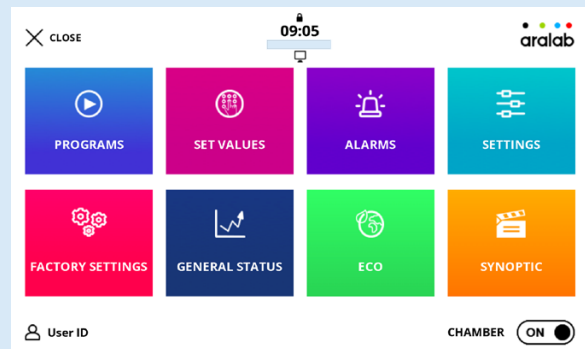 CLOSE
09:05
aralab
PROGRAMS
SET VALUES
ALARMS
SETTINGS
FACTORY SETTINGS
GENERAL STATUS
ECO
SYNOPTIC
User ID
CHAMBER
ON